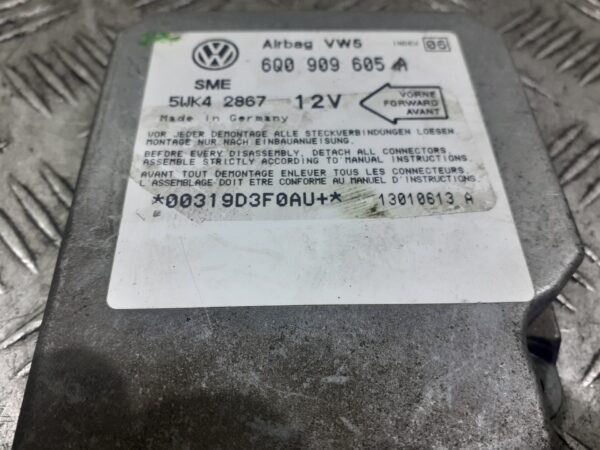 Airbag VW5 INDEX 06
6Q0 909 605 A
SME
5WK4 2867 12V
VORNE
FORWARD
AVANT
Made in Germany
VOR JEDER DEMONTAGE ALLE STECKVERBINDUNGEN LOESEN
MONTAGE NUR NACH EINBAUANWEISUNG.
BEFORE EVERY DISASSEMBLY, DETACH ALL CONNECTORS
ASSEMBLE STRICTLY ACCORDING TO MANUAL INSTRUCTIONS
AVANT TOUT DEMONTAGE ENLEVER TOUS LES CONNECTEURS
L ASSEMBLAGE DOIT ETRE CONFORME AU MANUEL D'INSTRUCTIONS
*00319D3F0AU+* 13010613 A